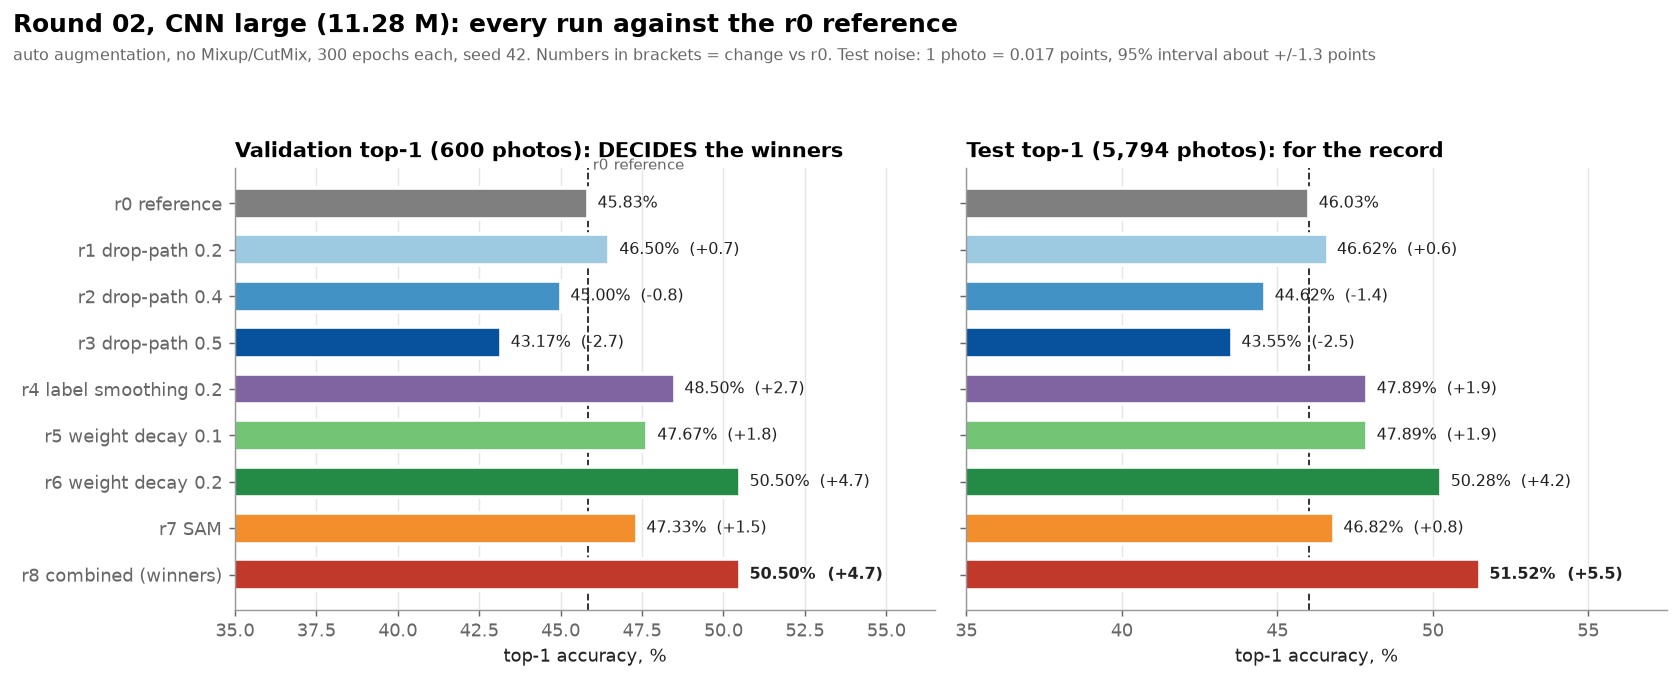 Round 02, CNN large (11.28 M): every run against the r0 reference
auto augmentation, no Mixup/CutMix, 300 epochs each, seed 42. Numbers in brackets = change vs r0. Test noise: 1 photo = 0.017 points, 95% interval about +/-1.3 points
Validation top-1 (600 photos): DECIDES the winners
r0 reference
r0 reference
45.83%
r1 drop-path 0.2
46.50% (+0.7)
r2 drop-path 0.4
45.00% (-0.8)
r3 drop-path 0.5
43.17% (-2.7)
r4 label smoothing 0.2
48.50% (+2.7)
r5 weight decay 0.1
47.67% (+1.8)
r6 weight decay 0.2
50.50% (+4.7)
r7 SAM
47.33% (+1.5)
r8 combined (winners)
50.50% (+4.7)
35.0 37.5 40.0 42.5 45.0 47.5 50.0 52.5 55.0
top-1 accuracy, %
Test top-1 (5,794 photos): for the record
46.03%
46.62% (+0.6)
44.62% (-1.4)
43.55% (-2.5)
47.89% (+1.9)
47.89% (+1.9)
50.28% (+4.2)
46.82% (+0.8)
51.52% (+5.5)
35 40 45 50 55
top-1 accuracy, %